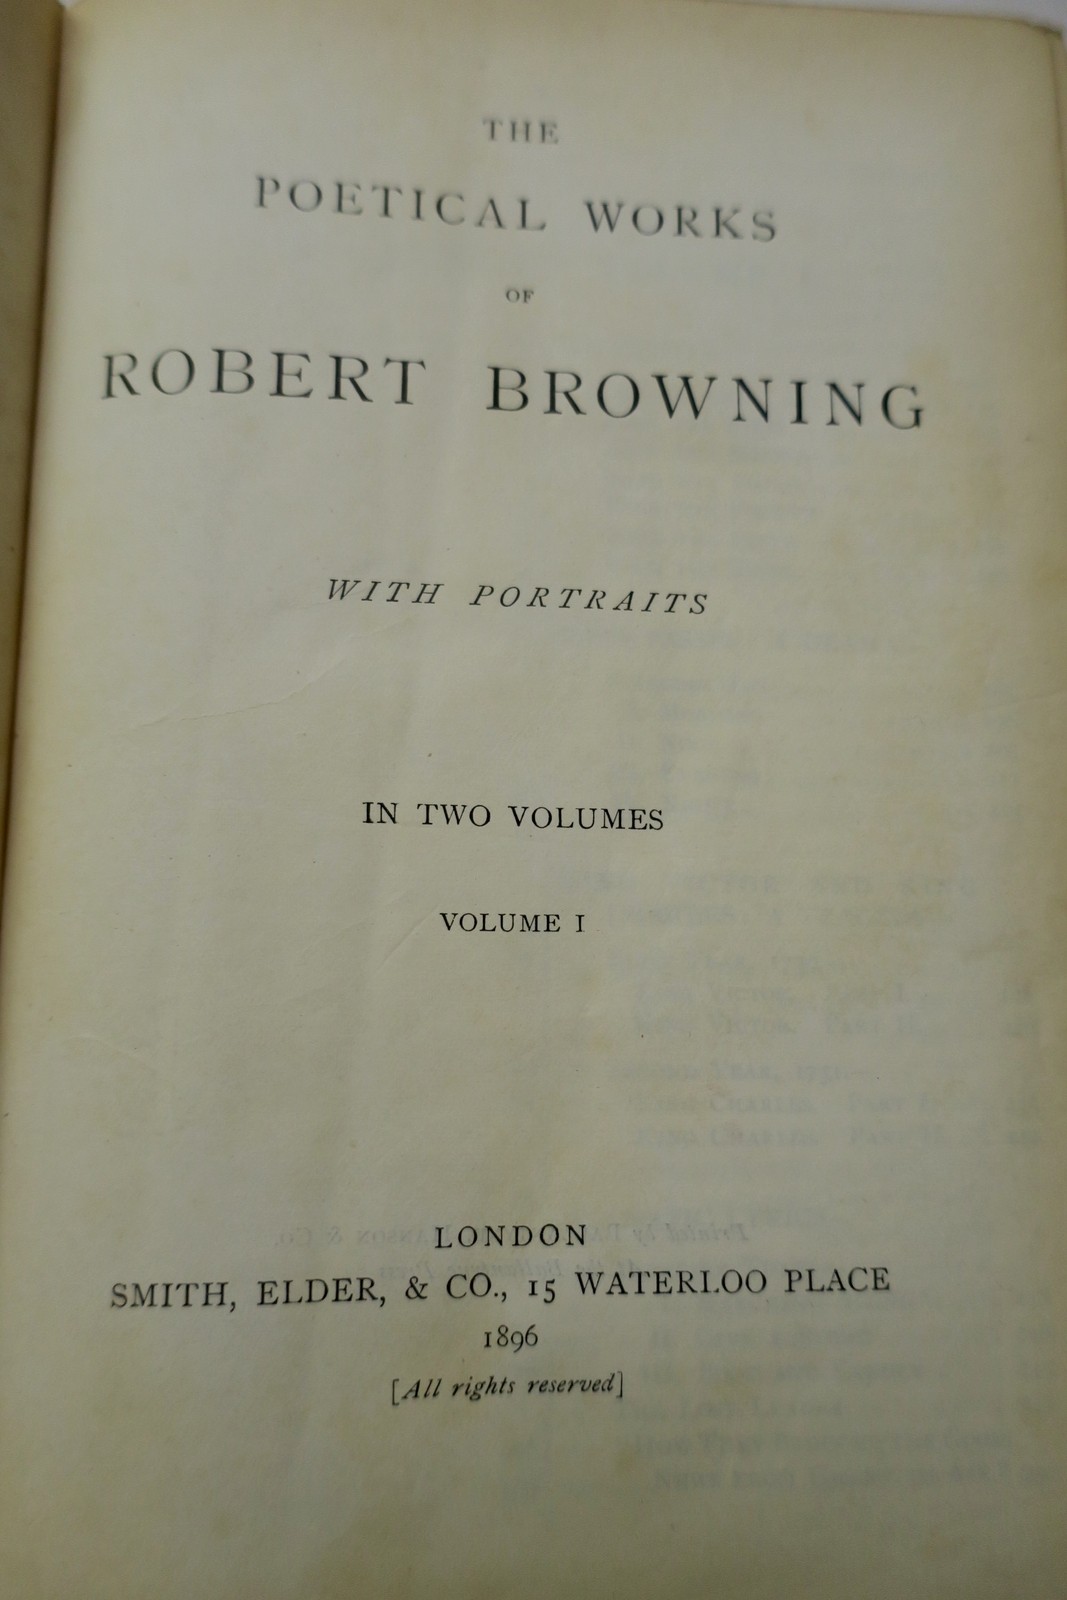 THE
POETICAL WORKS
OF
ROBERT BROWNING
WITH PORTRAITS
IN TWO VOLUMES
VOLUME I
LONDON
SMITH, ELDER, & CO., 15 WATERLOO PLACE
1896
[All rights reserved]